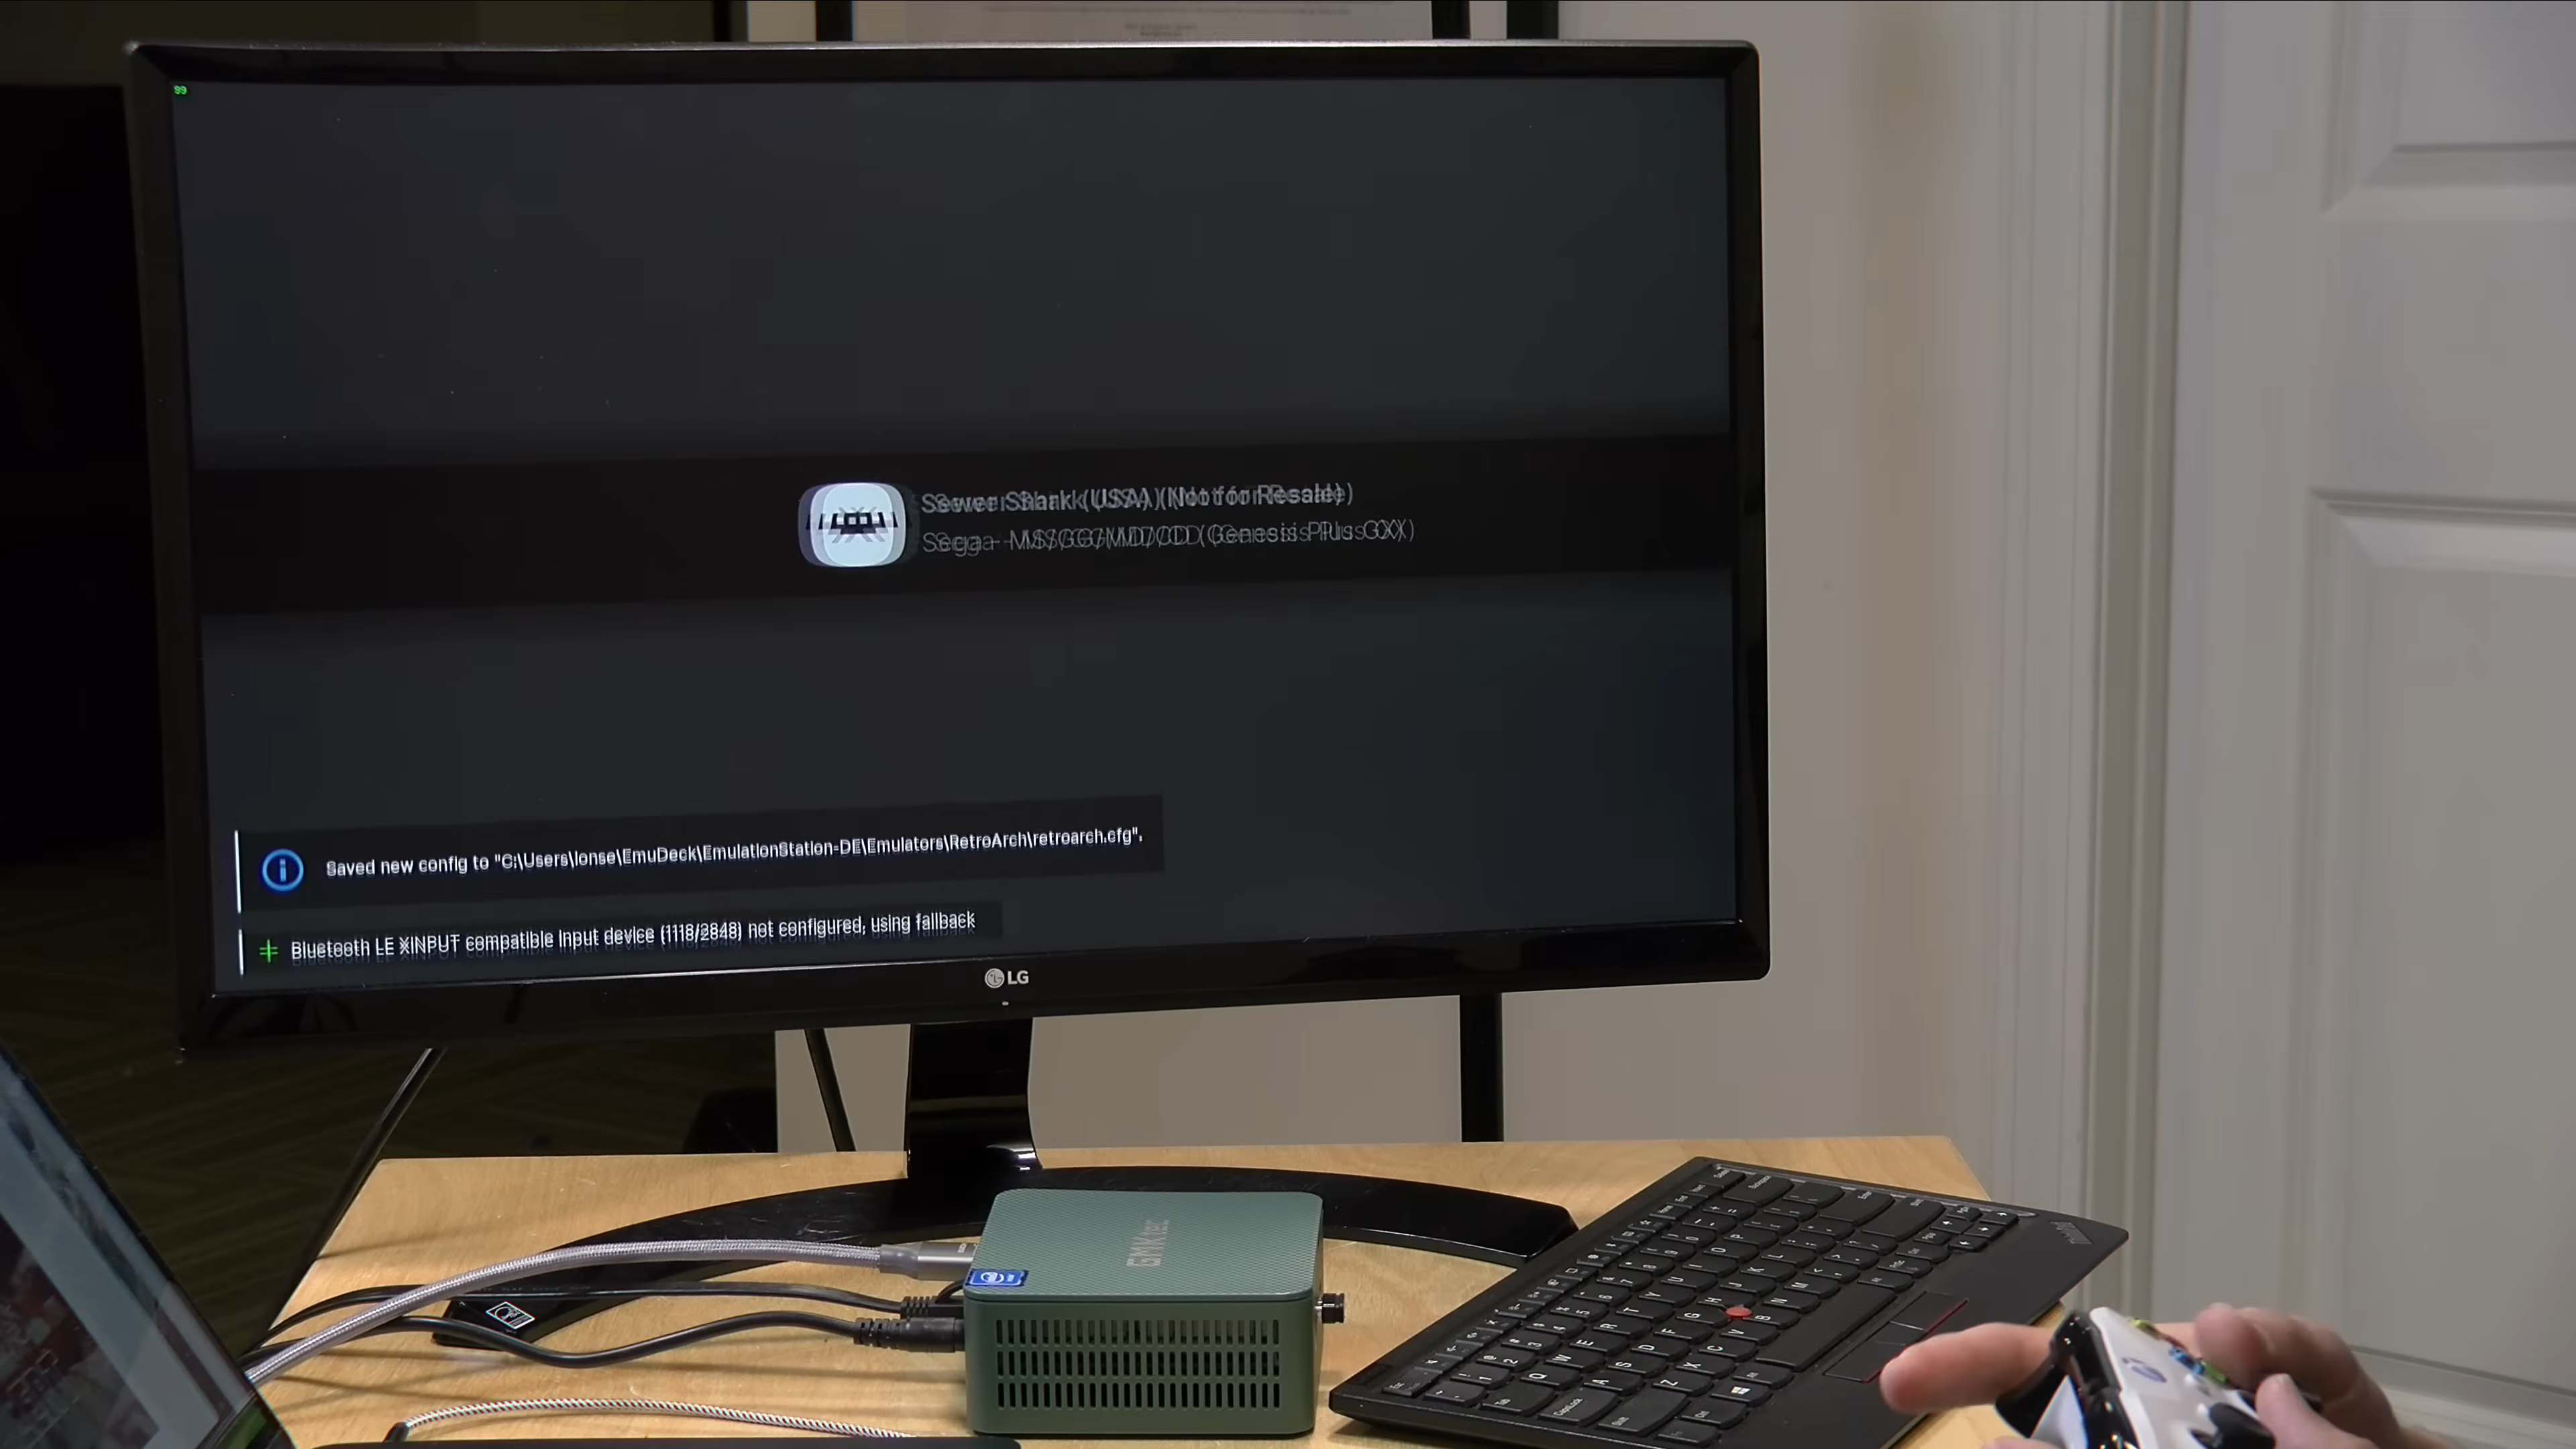 99
Sewer Shark (USA) (Not for Resale)
Sega - MS/GG/MD/CD (Genesis Plus GX)
Saved new config to "C:\Users\lonse\EmuDeck\EmulationStation-DE\Emulators\RetroArch\retroarch.cfg".
Bluetooth LE XINPUT compatible input device (1118/2848) not configured, using fallback
LG
GMKtec